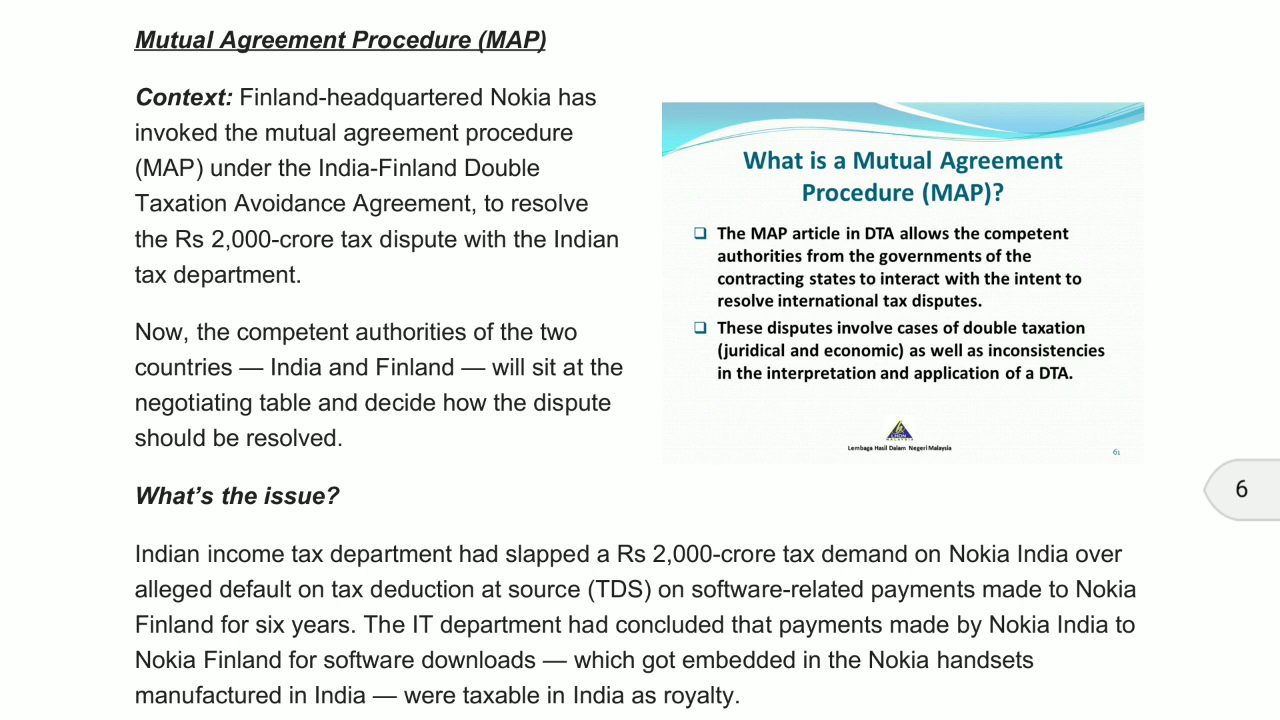 Mutual Agreement Procedure (MAP)
Context: Finland-headquartered Nokia has
invoked the mutual agreement procedure
(MAP) under the India-Finland Double
Taxation Avoidance Agreement, to resolve
the Rs 2,000-crore tax dispute with the Indian
tax department.
Now, the competent authorities of the two
countries — India and Finland — will sit at the
negotiating table and decide how the dispute
should be resolved.
What is a Mutual Agreement
Procedure (MAP)?
❑ The MAP article in DTA allows the competent
authorities from the governments of the
contracting states to interact with the intent to
resolve international tax disputes.
❑ These disputes involve cases of double taxation
(juridical and economic) as well as inconsistencies
in the interpretation and application of a DTA.
Lembaga Hasil Dalam Negeri Malaysia
61
What’s the issue?
Indian income tax department had slapped a Rs 2,000-crore tax demand on Nokia India over
alleged default on tax deduction at source (TDS) on software-related payments made to Nokia
Finland for six years. The IT department had concluded that payments made by Nokia India to
Nokia Finland for software downloads — which got embedded in the Nokia handsets
manufactured in India — were taxable in India as royalty.
6